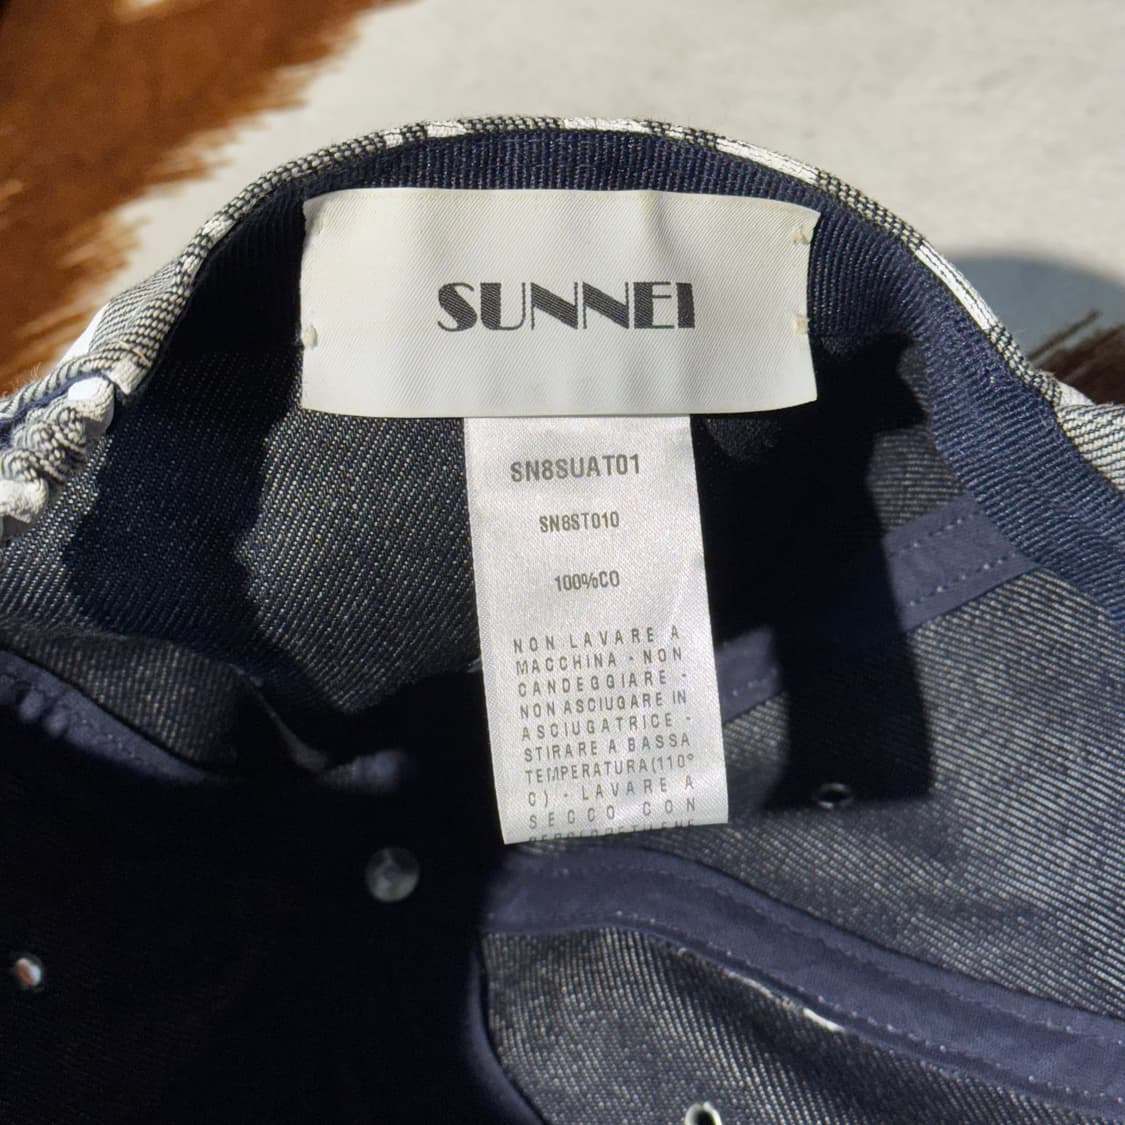 SUNNEI
SN8SUAT01
SN8ST010
100%CO
NON LAVARE A
MACCHINA - NON
CANDEGGIARE -
NON ASCIUGARE IN
ASCIUGATRICE -
STIRARE A BASSA
TEMPERATURA(110°
C) - LAVARE A
SECCO CON
PERCLORETILENE